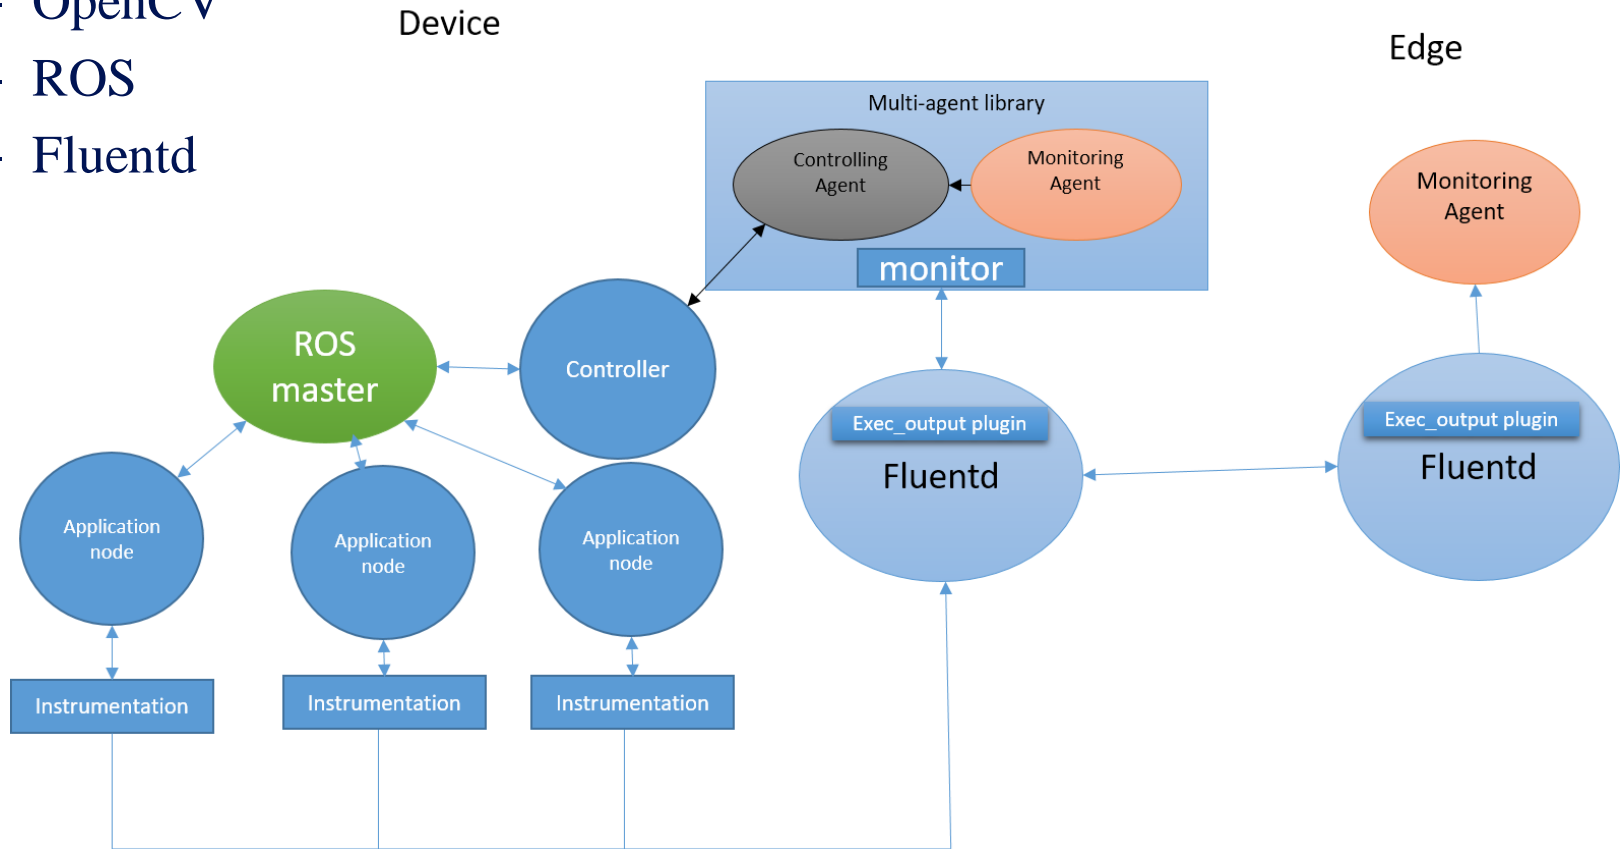 - OpenCV
- ROS
- Fluentd
Device
Edge
Multi-agent library
Controlling
Agent
Monitoring
Agent
monitor
Monitoring
Agent
ROS
master
Controller
Exec_output plugin
Fluentd
Exec_output plugin
Fluentd
Application
node
Application
node
Application
node
Instrumentation
Instrumentation
Instrumentation